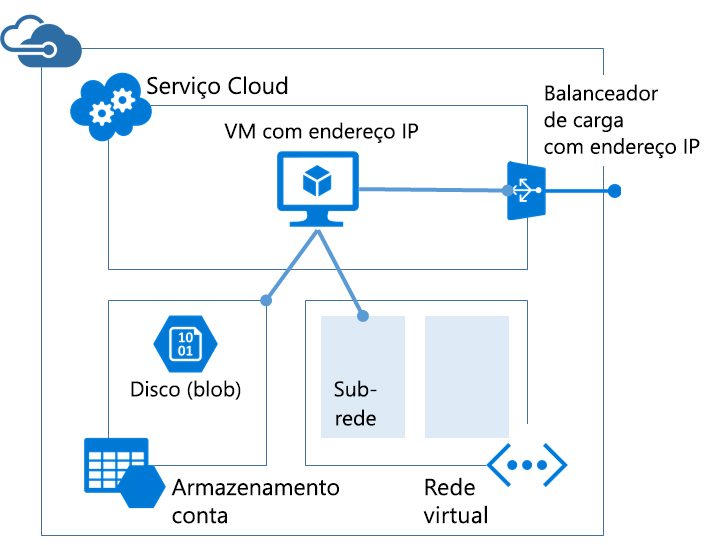 Serviço Cloud
Balanceador
de carga
com endereço IP
VM com endereço IP
10
01
Disco (blob)
Sub-
rede
Armazenamento
conta
Rede
virtual